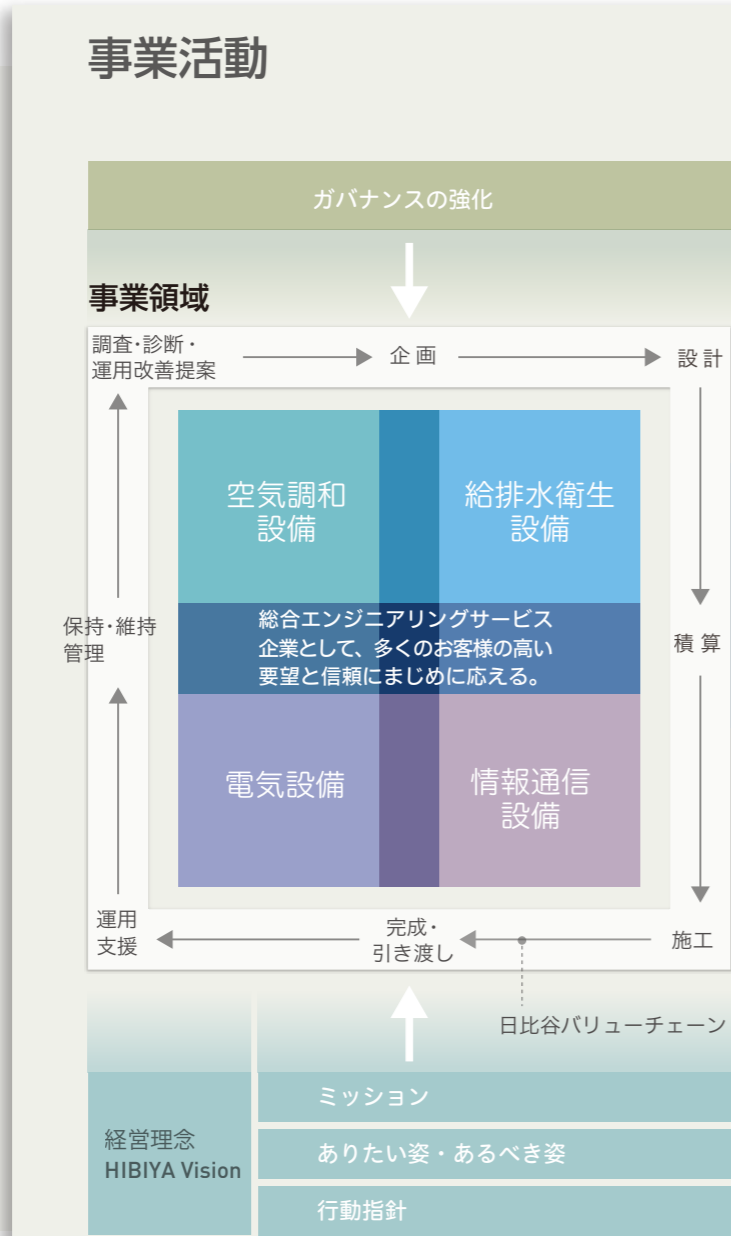 事業活動
ガバナンスの強化
事業領域
調査・診断・
運用改善提案
企画
設計
空気調和
設備
給排水衛生
設備
保持・維持
管理
総合エンジニアリングサービス
企業として、多くのお客様の高い
要望と信頼にまじめに応える。
積算
電気設備
情報通信
設備
運用
支援
完成・
引き渡し
施工
日比谷バリューチェーン
経営理念
HIBIYA Vision
ミッション
ありたい姿・あるべき姿
行動指針